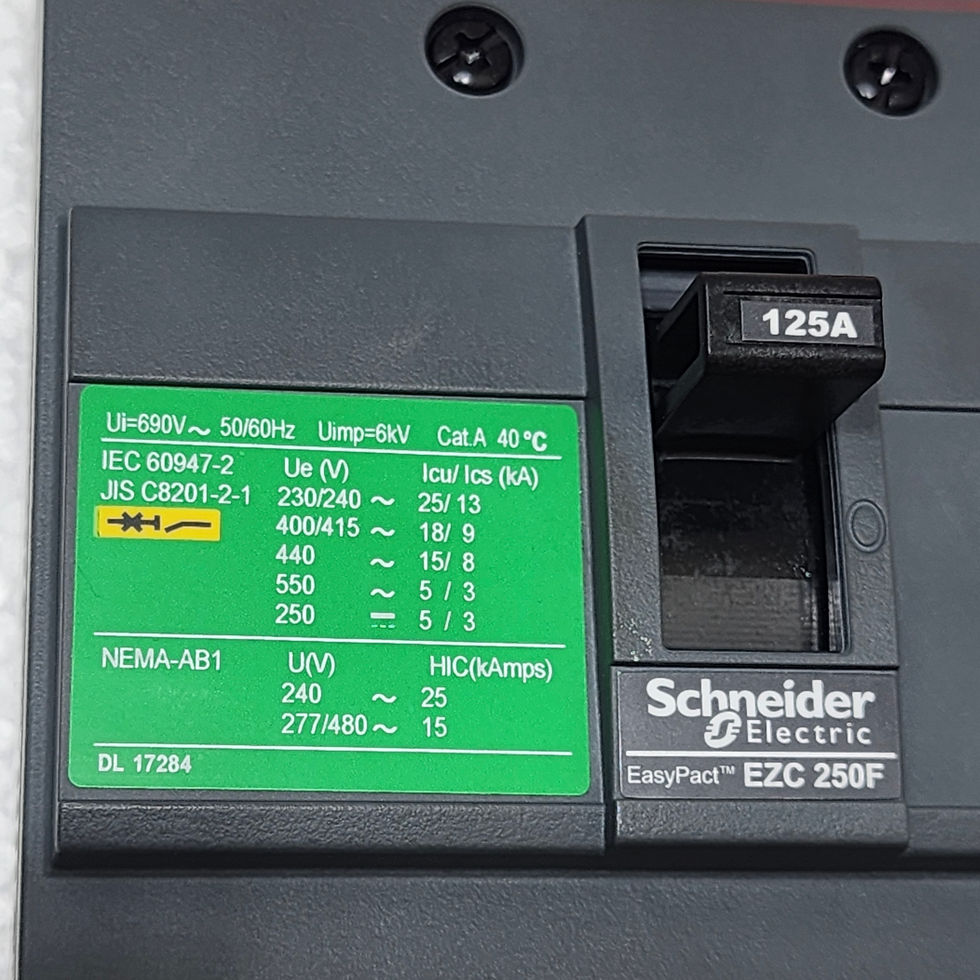 125A
Ui=690V~ 50/60Hz Uimp=6kV Cat.A 40°C
IEC 60947-2 Ue (V) Icu/ Ics (kA)
JIS C8201-2-1 230/240 ~ 25/ 13
400/415 ~ 18/ 9
440 ~ 15/ 8
550 ~ 5 / 3
250 ⎓ 5 / 3
NEMA-AB1 U(V) HIC(kAmps)
240 ~ 25
277/480~ 15
DL 17284
Schneider
Electric
EasyPact™ EZC 250F